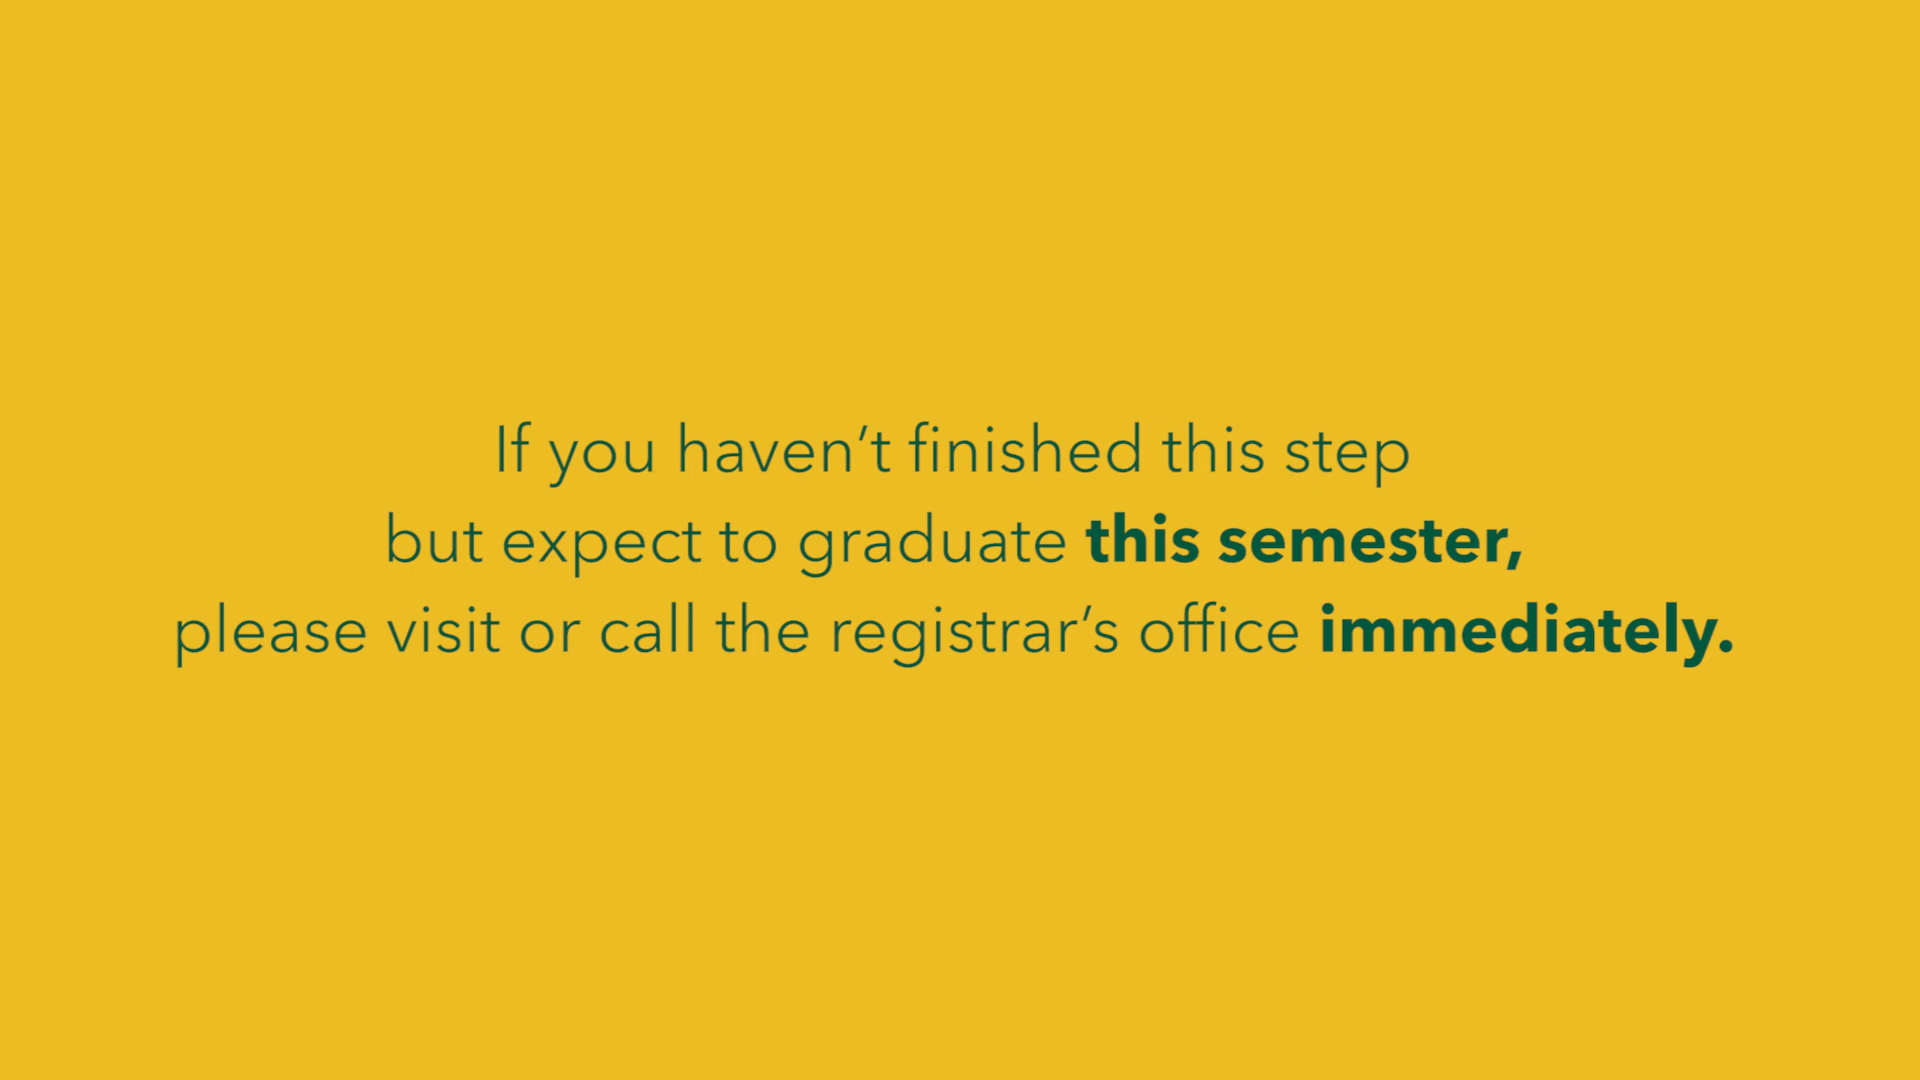 If you haven’t finished this step
but expect to graduate this semester,
please visit or call the registrar’s office immediately.